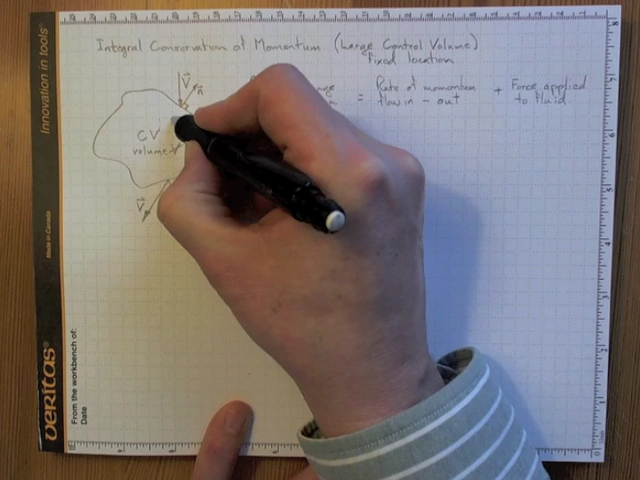 Integral Conservation of Momentum (Large Control Volume)
fixed location
Rate of momentum
flow in - out
=
+ Force applied
to fluid
V n
CV
volume V
V
Innovation in tools
Made in Canada
veritas
From the workbench of:
Date